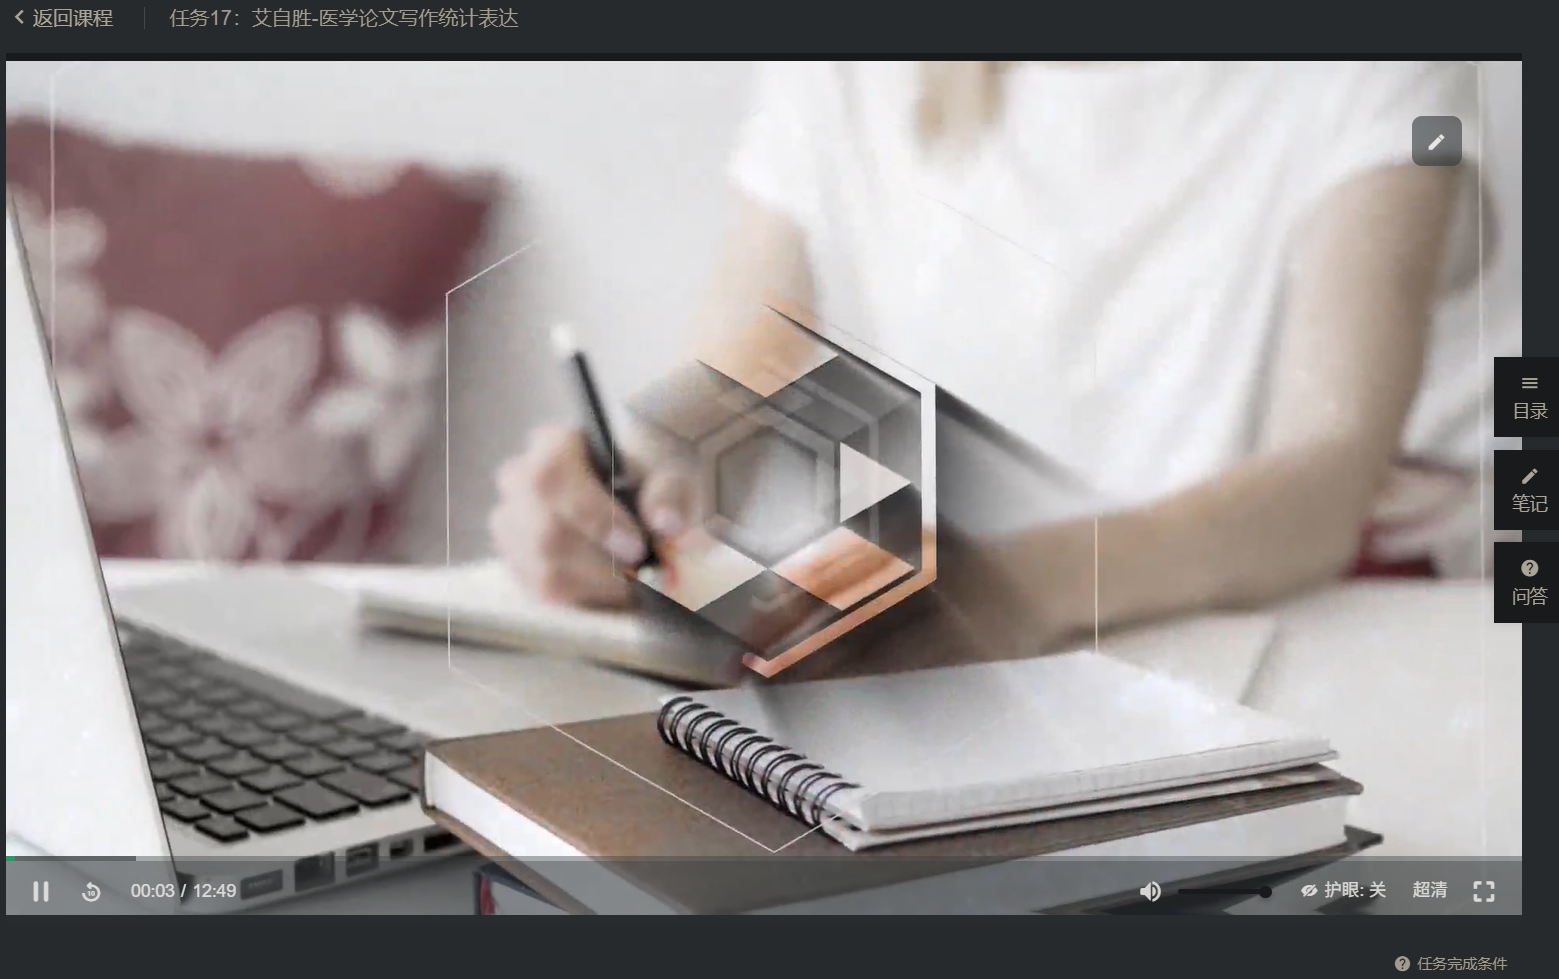 返回课程
任务17：艾自胜-医学论文写作统计表达
目录
笔记
问答
10
00:03 / 12:49
护眼: 关
超清
任务完成条件